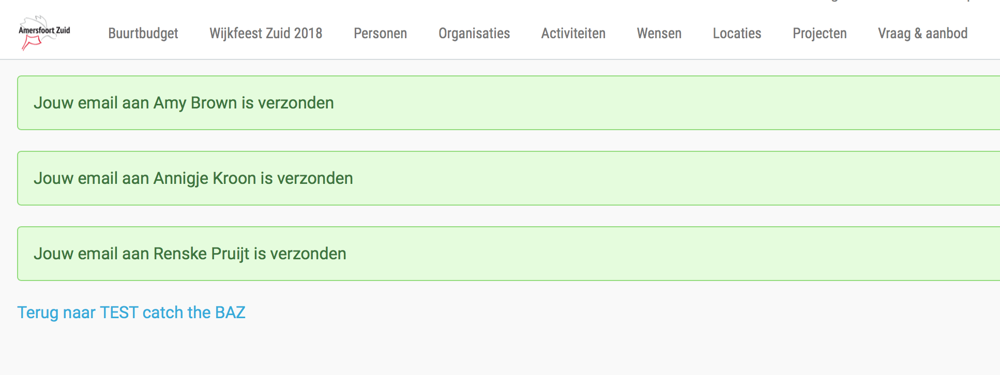 Amersfoort Zuid
Buurtbudget Wijkfeest Zuid 2018 Personen Organisaties Activiteiten Wensen Locaties Projecten Vraag & aanbod
Jouw email aan Amy Brown is verzonden
Jouw email aan Annigje Kroon is verzonden
Jouw email aan Renske Pruijt is verzonden
Terug naar TEST catch the BAZ